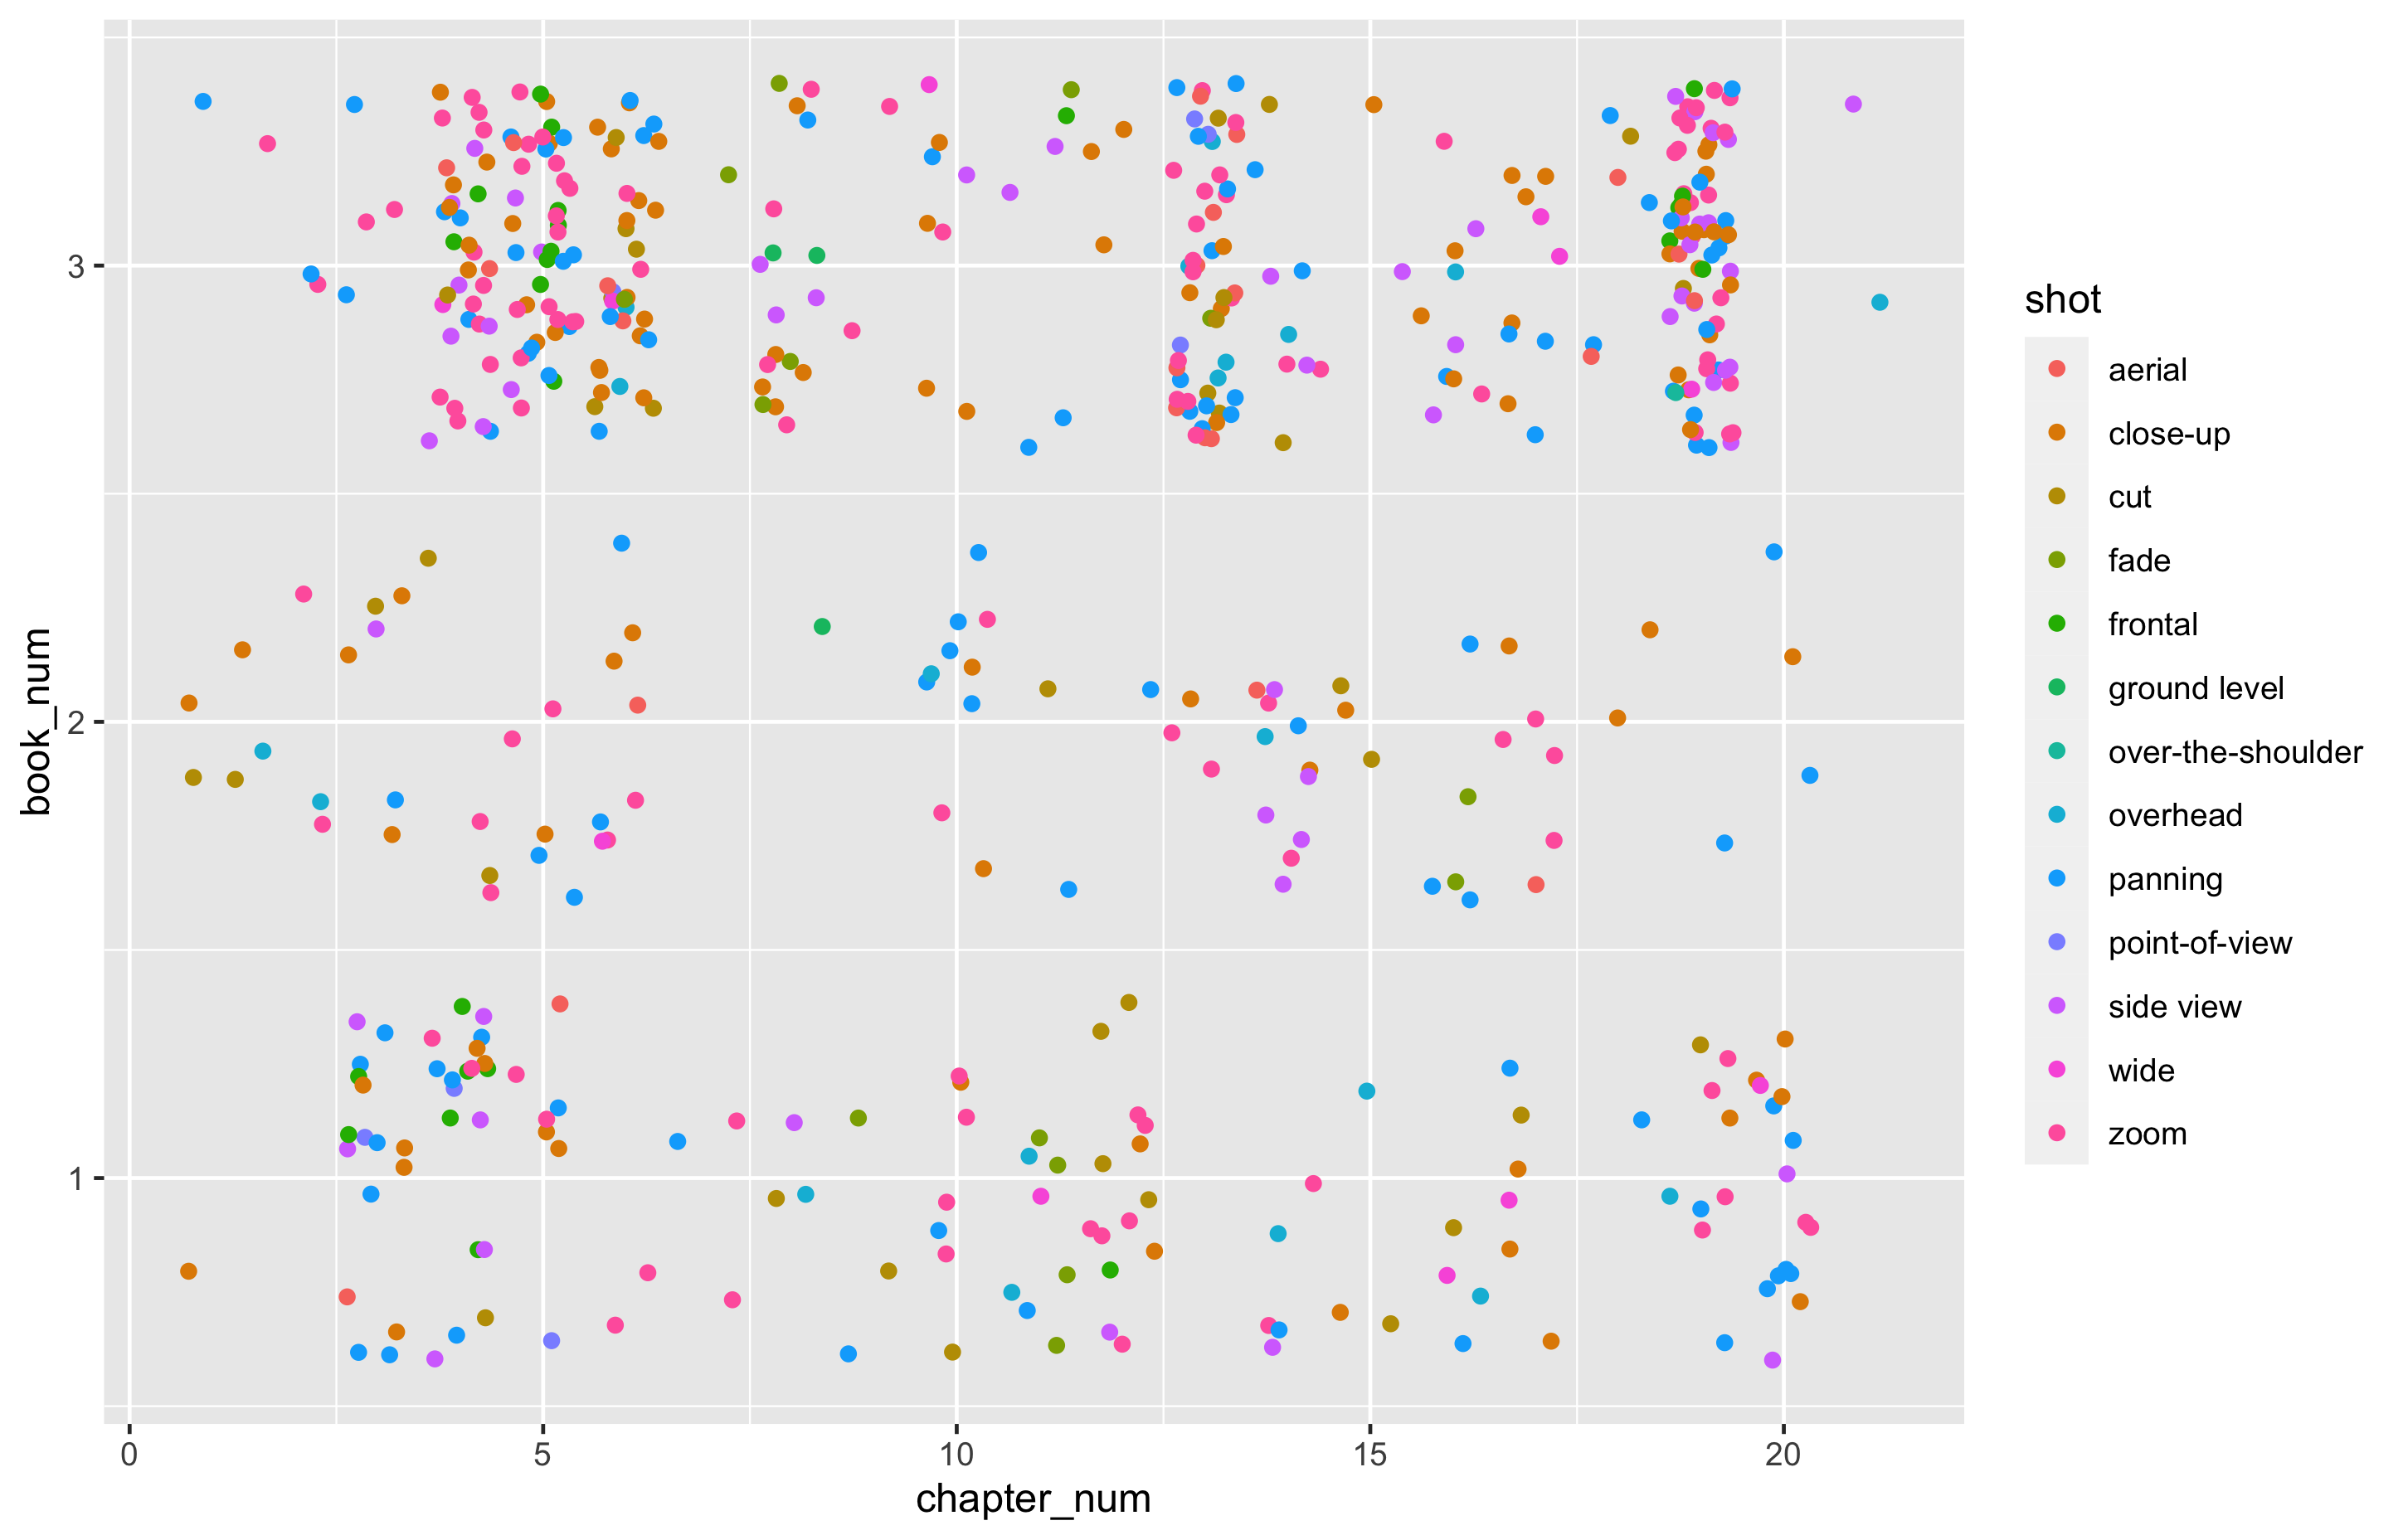 book_num
3
2
1
0
5
10
15
20
chapter_num
shot
aerial
close-up
cut
fade
frontal
ground level
over-the-shoulder
overhead
panning
point-of-view
side view
wide
zoom